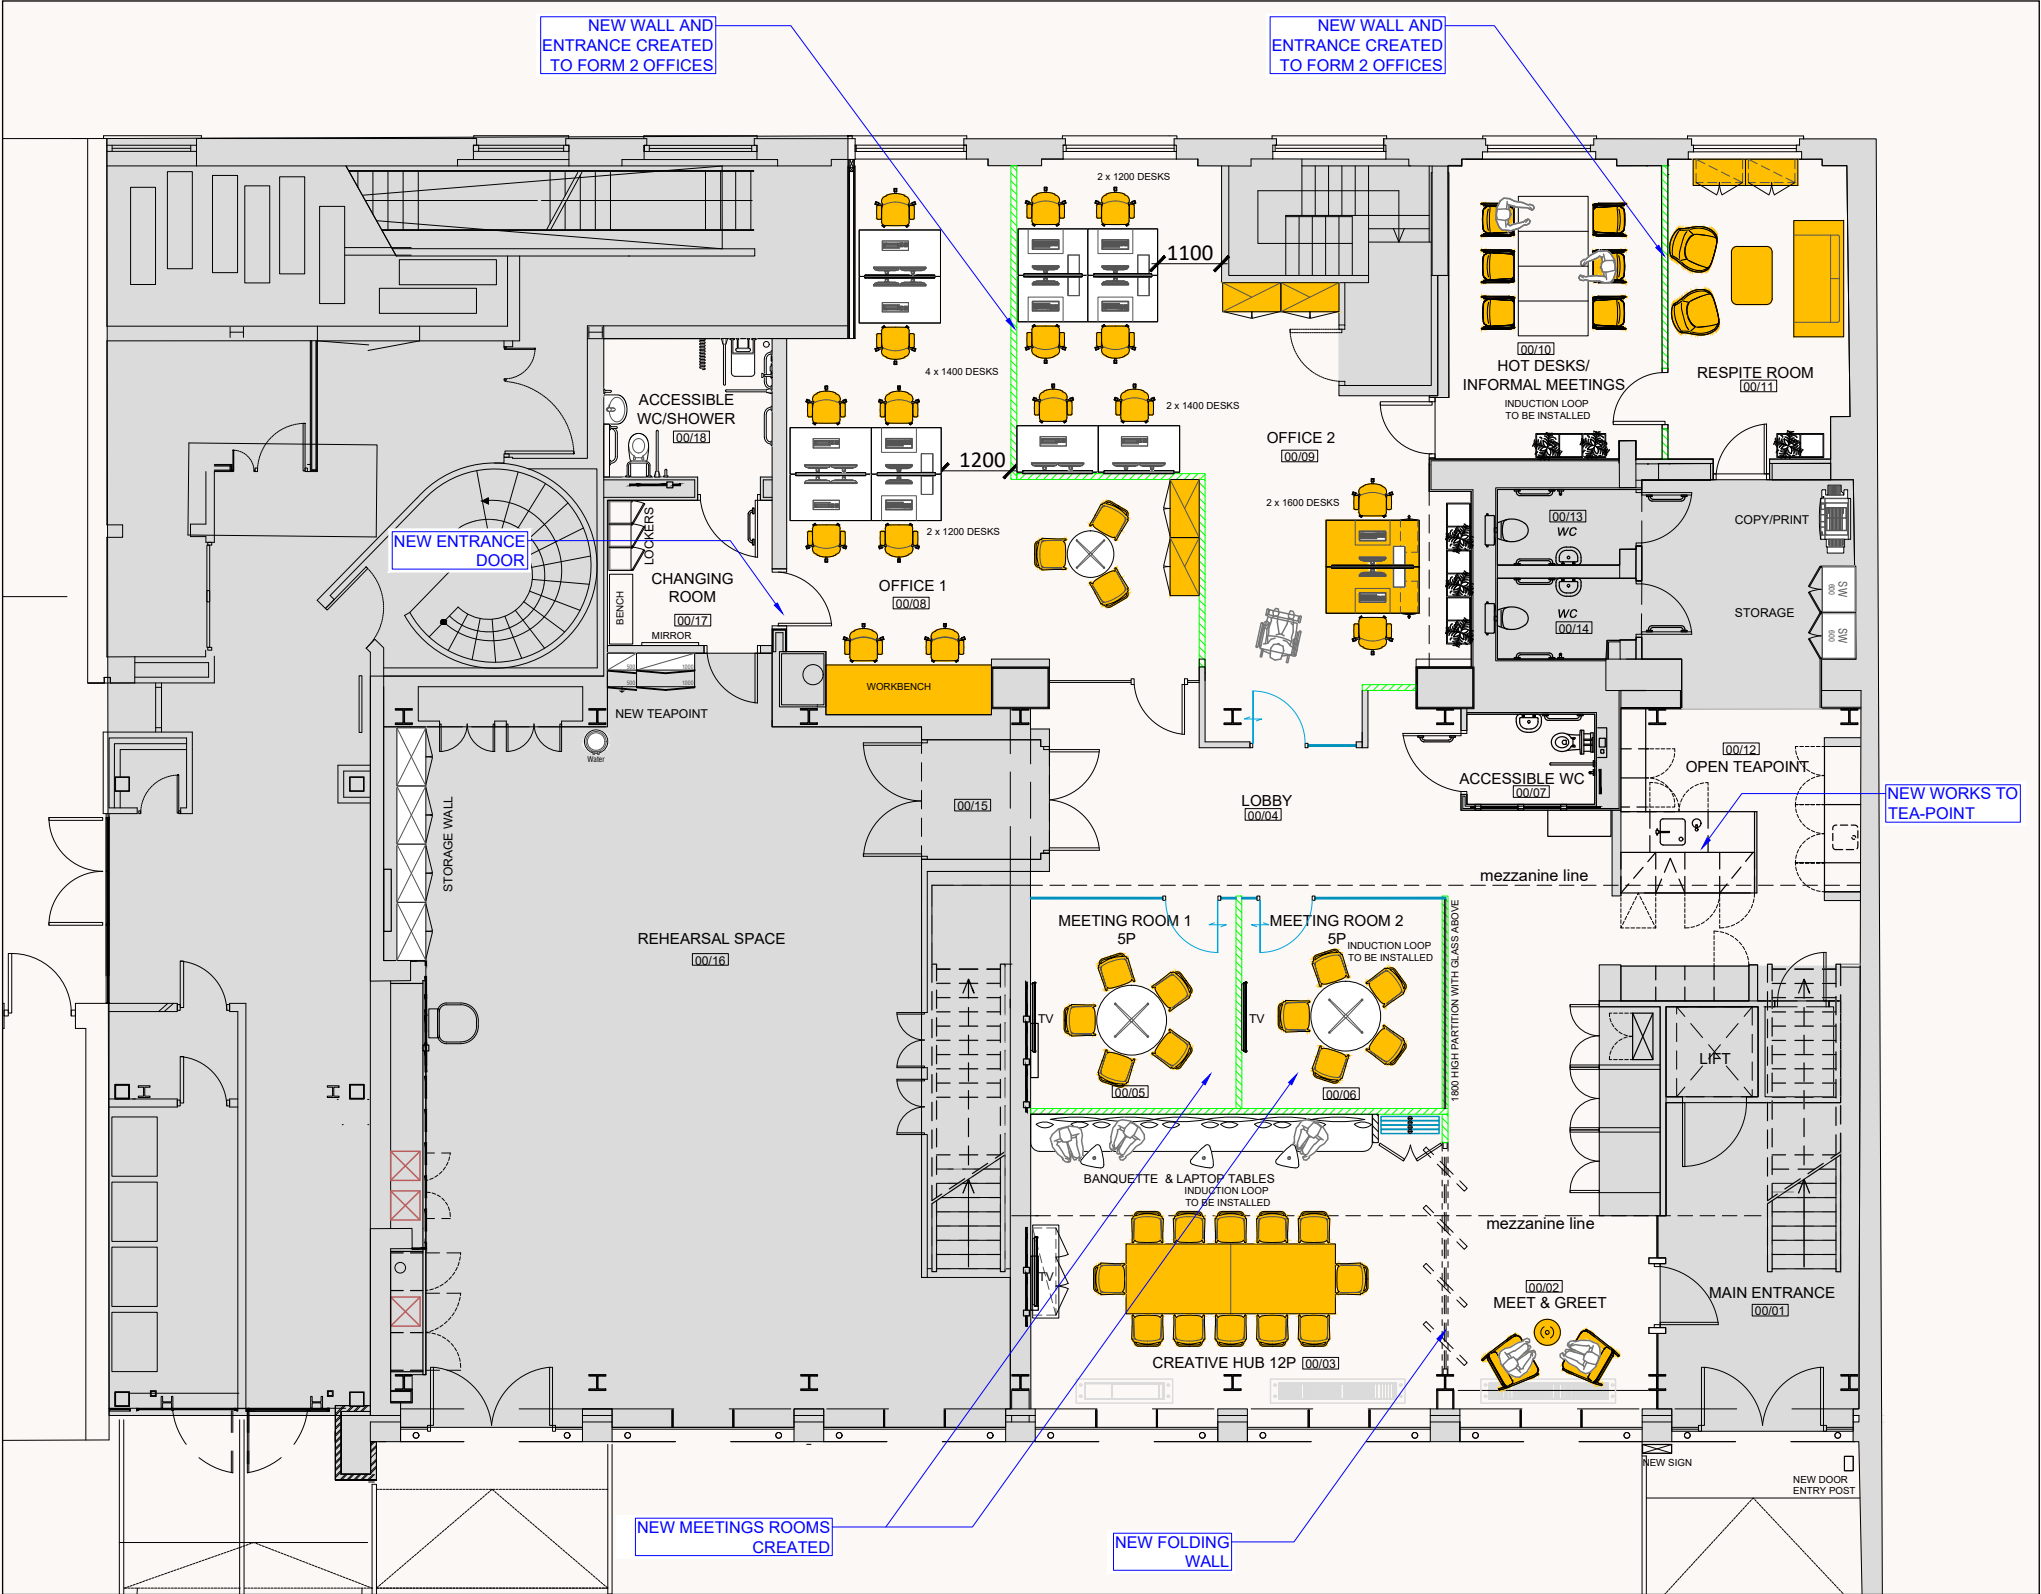 NEW WALL AND
ENTRANCE CREATED
TO FORM 2 OFFICES
NEW WALL AND
ENTRANCE CREATED
TO FORM 2 OFFICES
2 x 1200 DESKS
1100
4 x 1400 DESKS
2 x 1400 DESKS
00/10
HOT DESKS/
INFORMAL MEETINGS
INDUCTION LOOP
TO BE INSTALLED
RESPITE ROOM
00/11
ACCESSIBLE
WC/SHOWER
00/18
OFFICE 2
00/09
1200
2 x 1600 DESKS
LOCKERS
NEW ENTRANCE
DOOR
2 x 1200 DESKS
00/13
WC
COPY/PRINT
CHANGING
ROOM
00/17
BENCH
MIRROR
OFFICE 1
00/08
WC
00/14
STORAGE
SW
600
SW
600
500
1000
500
1000
WORKBENCH
NEW TEAPOINT
Water
00/12
OPEN TEAPOINT
ACCESSIBLE WC
00/07
NEW WORKS TO
TEA-POINT
STORAGE WALL
00/15
LOBBY
00/04
mezzanine line
REHEARSAL SPACE
00/16
MEETING ROOM 1
5P
MEETING ROOM 2
5P
INDUCTION LOOP
TO BE INSTALLED
1800 HIGH PARTITION WITH GLASS ABOVE
TV
TV
LIFT
00/05
00/06
BANQUETTE & LAPTOP TABLES
INDUCTION LOOP
TO BE INSTALLED
mezzanine line
TV
00/02
MEET & GREET
MAIN ENTRANCE
00/01
CREATIVE HUB 12P
00/03
NEW SIGN
NEW DOOR
ENTRY POST
NEW MEETINGS ROOMS
CREATED
NEW FOLDING
WALL